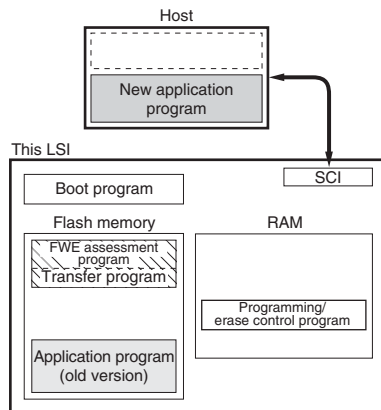 Host
New application
program
This LSI
SCI
Boot program
Flash memory
RAM
FWE assessment
program
Transfer program
Programming/
erase control program
Application program
(old version)